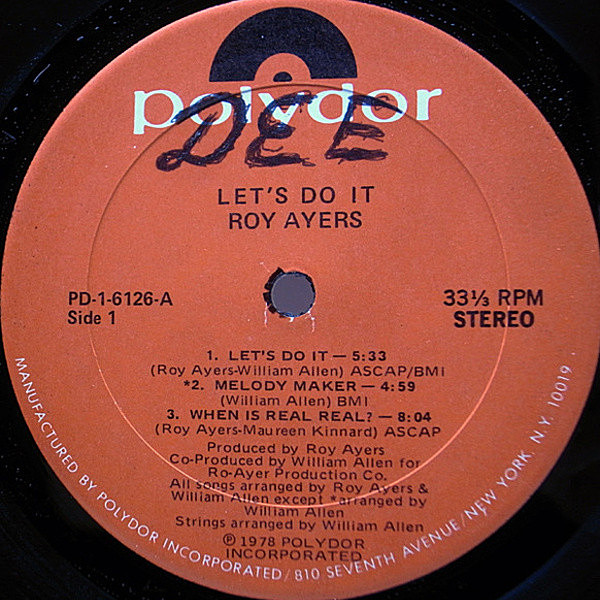 polydor
DEE
LET'S DO IT
ROY AYERS
PD-1-6126-A
Side 1
33⅓ RPM
STEREO
1. LET'S DO IT — 5:33
(Roy Ayers-William Allen) ASCAP/BMI
*2. MELODY MAKER — 4:59
(William Allen) BMI
3. WHEN IS REAL REAL? — 8:04
(Roy Ayers-Maureen Kinnard) ASCAP
Produced by Roy Ayers
Co-Produced by William Allen for
Ro-Ayer Production Co.
All songs arranged by Roy Ayers &
William Allen except *arranged by
William Allen
Strings arranged by William Allen
℗ 1978 POLYDOR
INCORPORATED
MANUFACTURED BY POLYDOR INCORPORATED/810 SEVENTH AVENUE/NEW YORK, N.Y. 10019